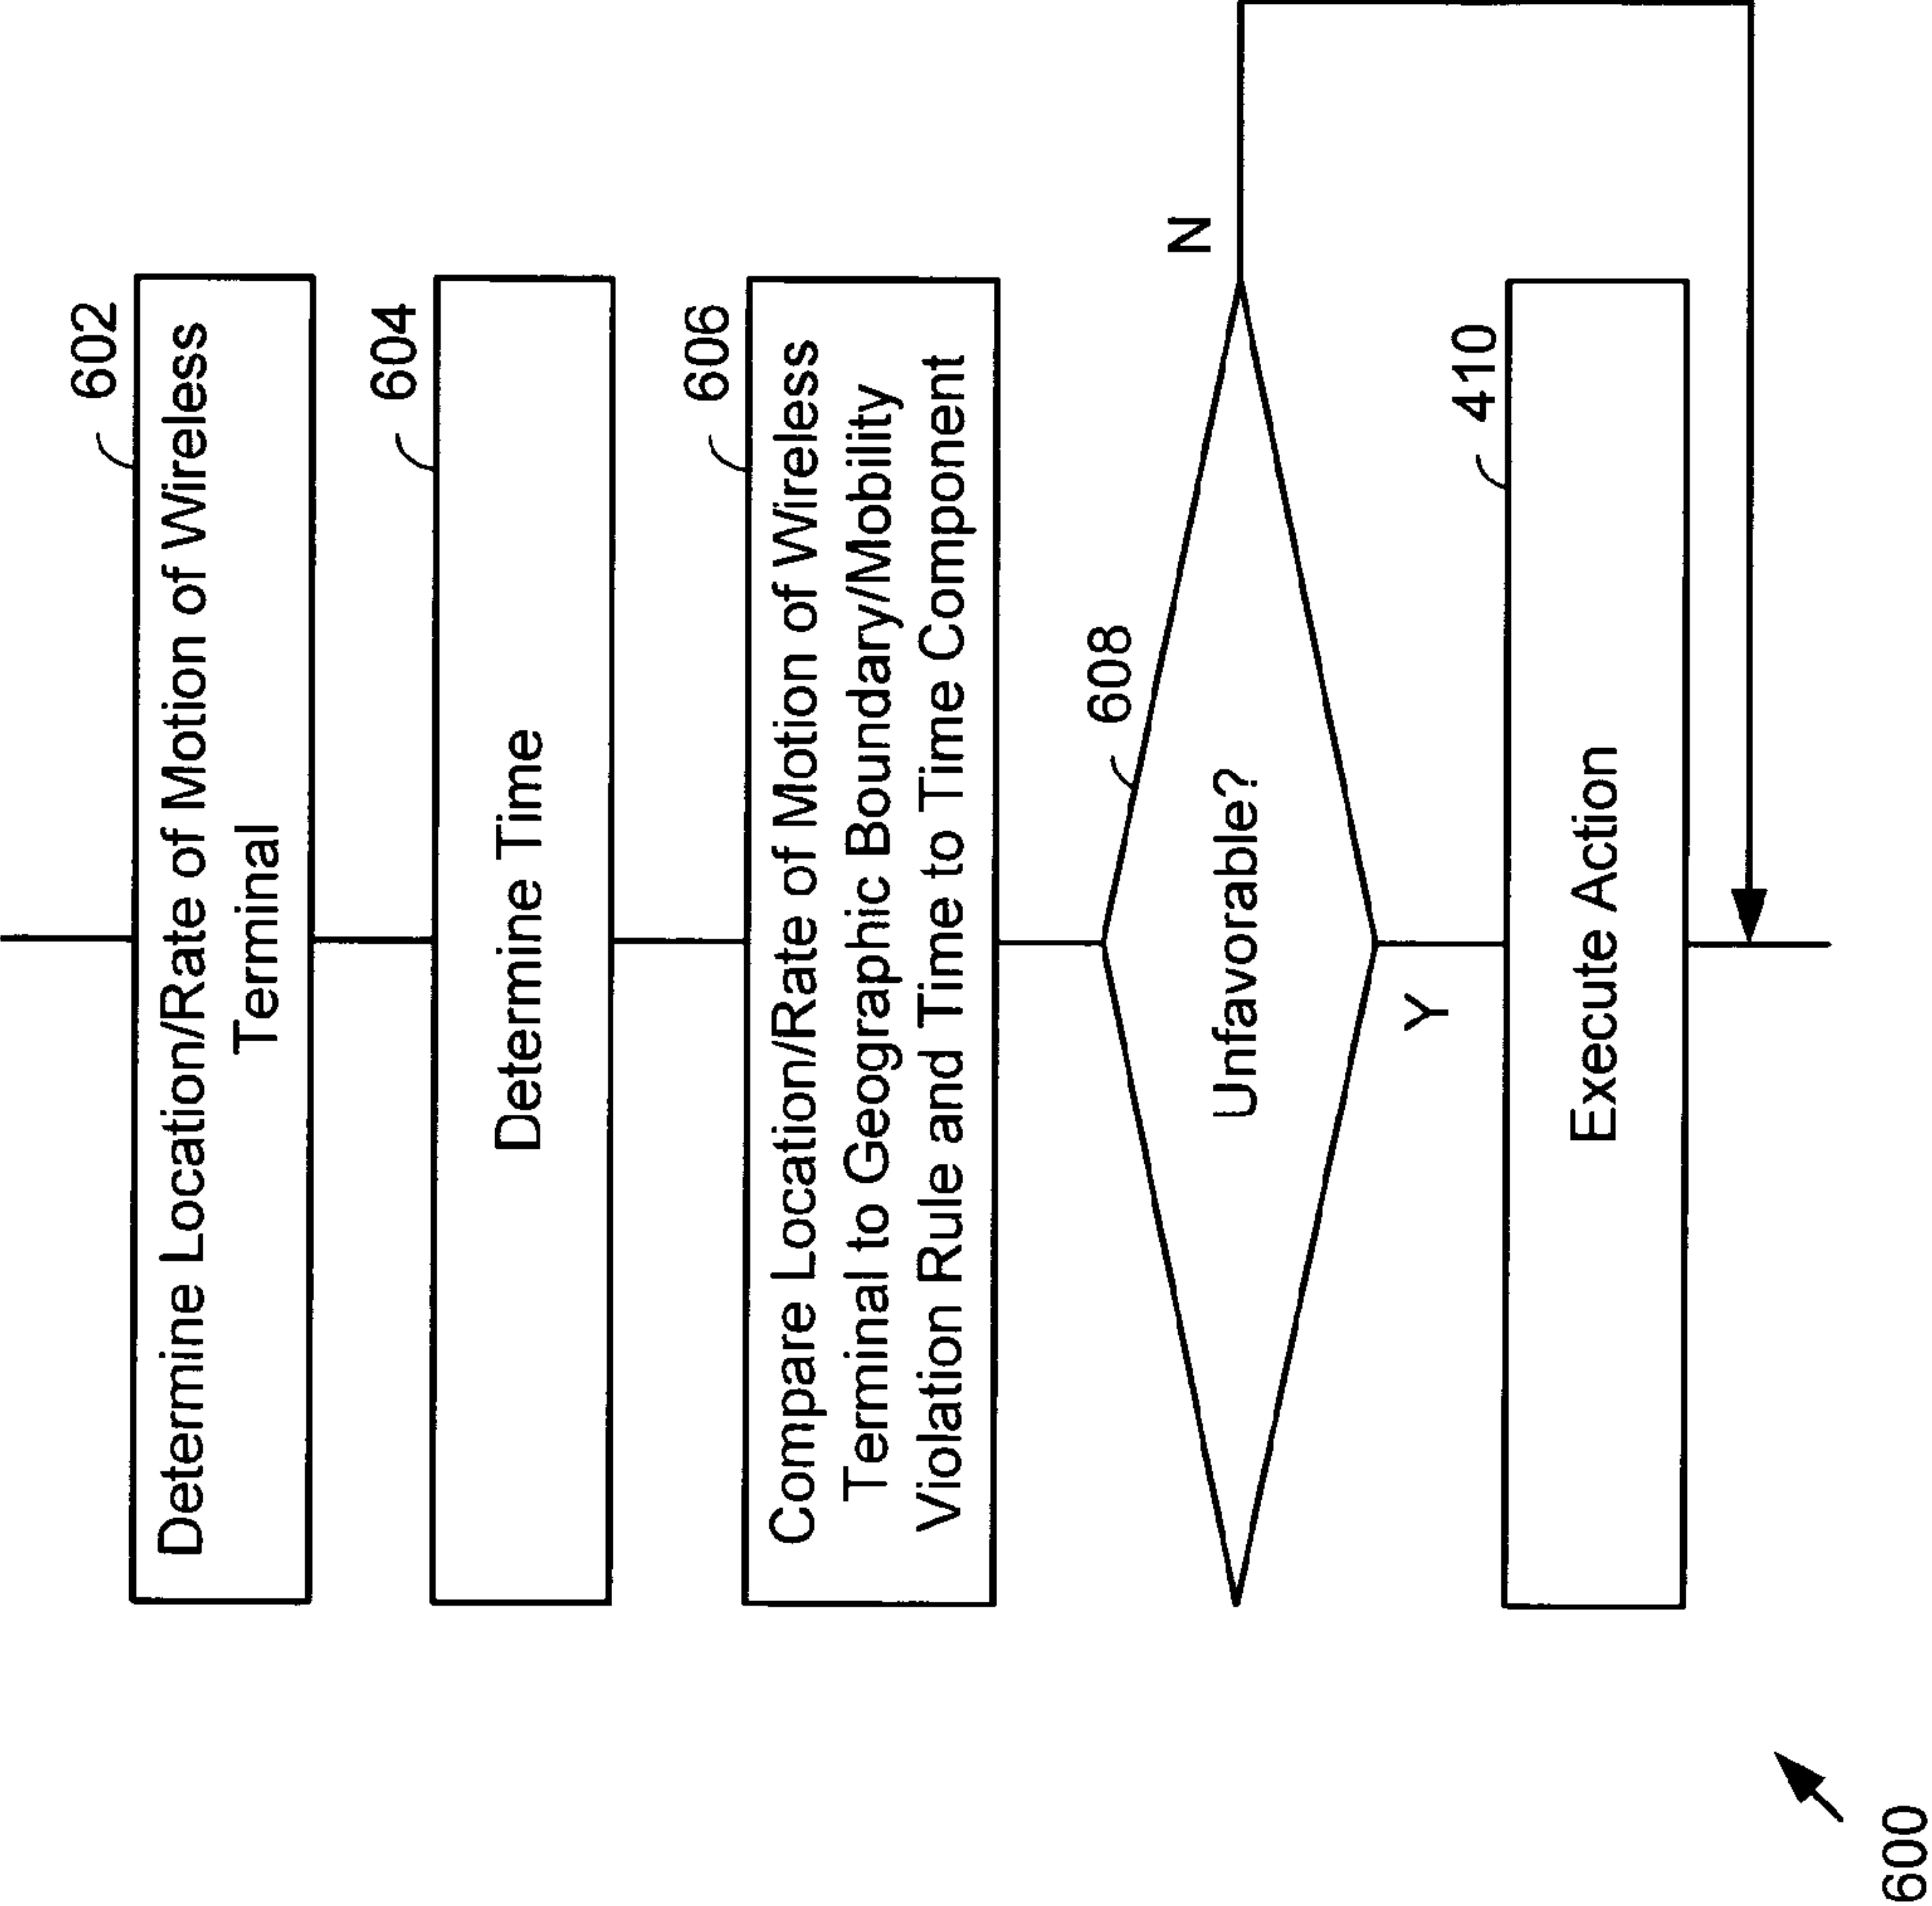 602
Determine Location/Rate of Motion of Wireless
Terminal
604
Determine Time
606
Compare Location/Rate of Motion of Wireless
Terminal to Geographic Boundary/Mobility
Violation Rule and Time to Time Component
608
Unfavorable?
N
Y
410
Execute Action
600